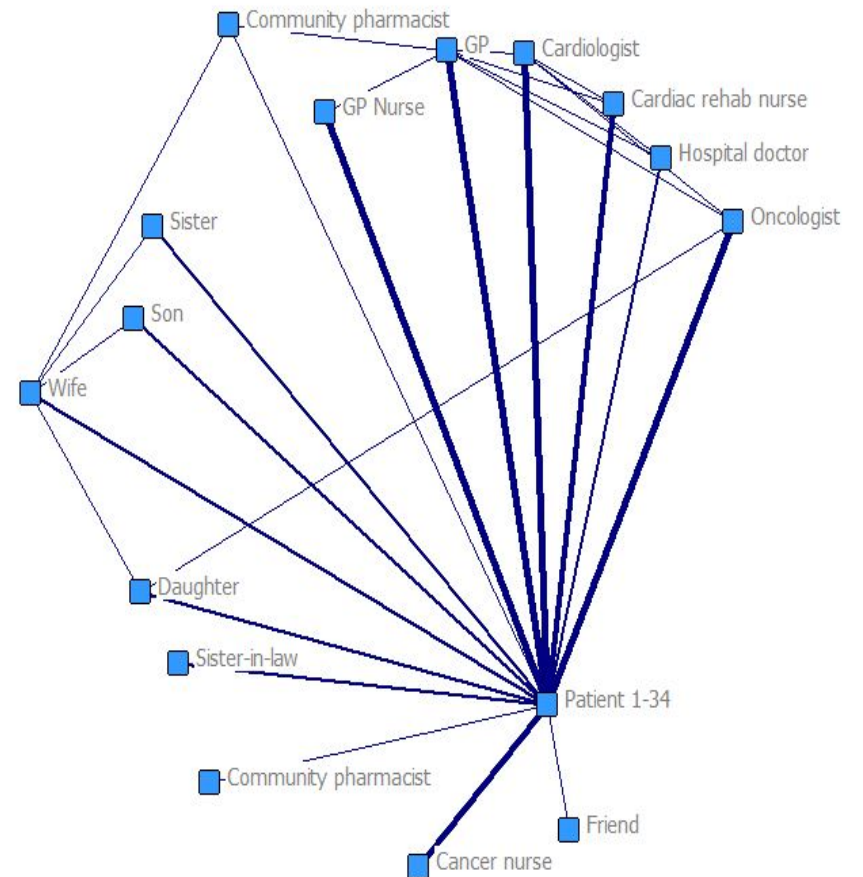 Community pharmacist
GP
Cardiologist
Cardiac rehab nurse
GP Nurse
Hospital doctor
Sister
Oncologist
Son
Wife
Daughter
Sister-in-law
Patient 1-34
Community pharmacist
Friend
Cancer nurse